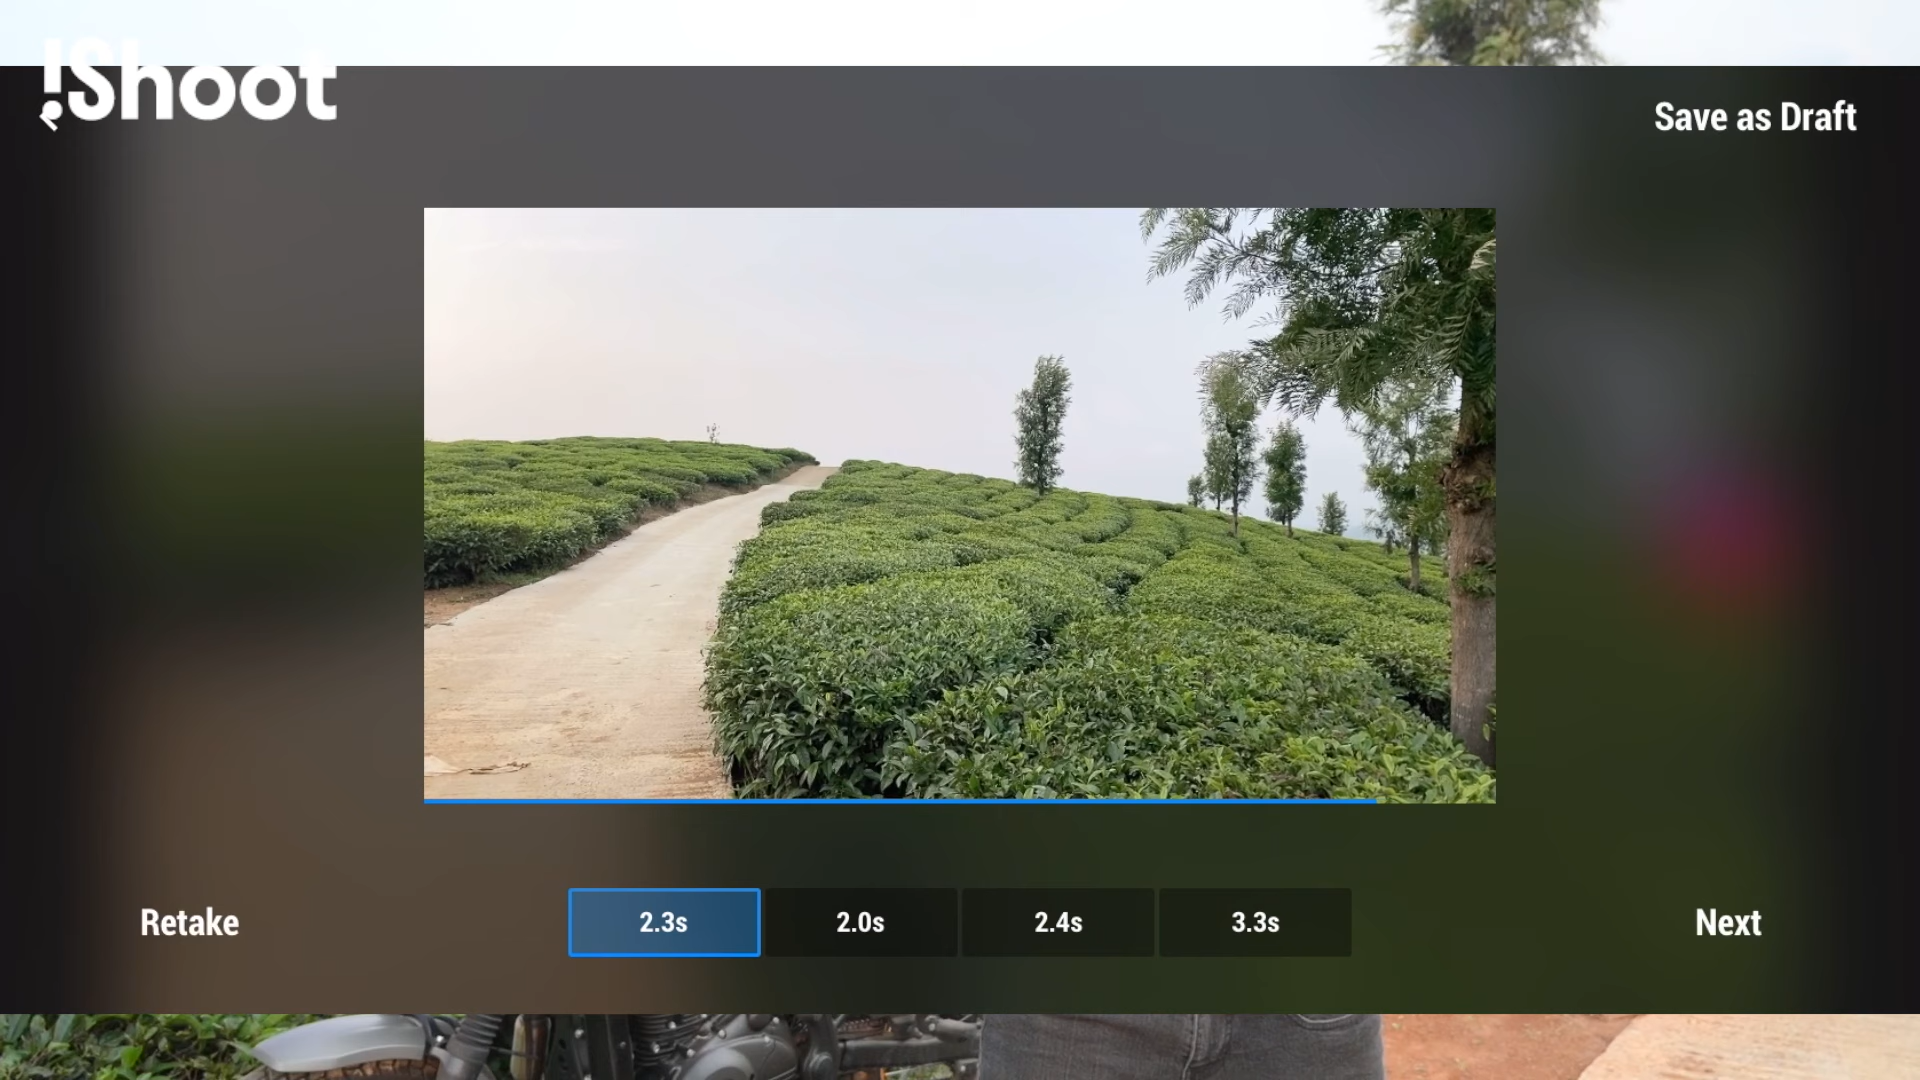 iShoot
Save as Draft
Retake
2.3s
2.0s
2.4s
3.3s
Next